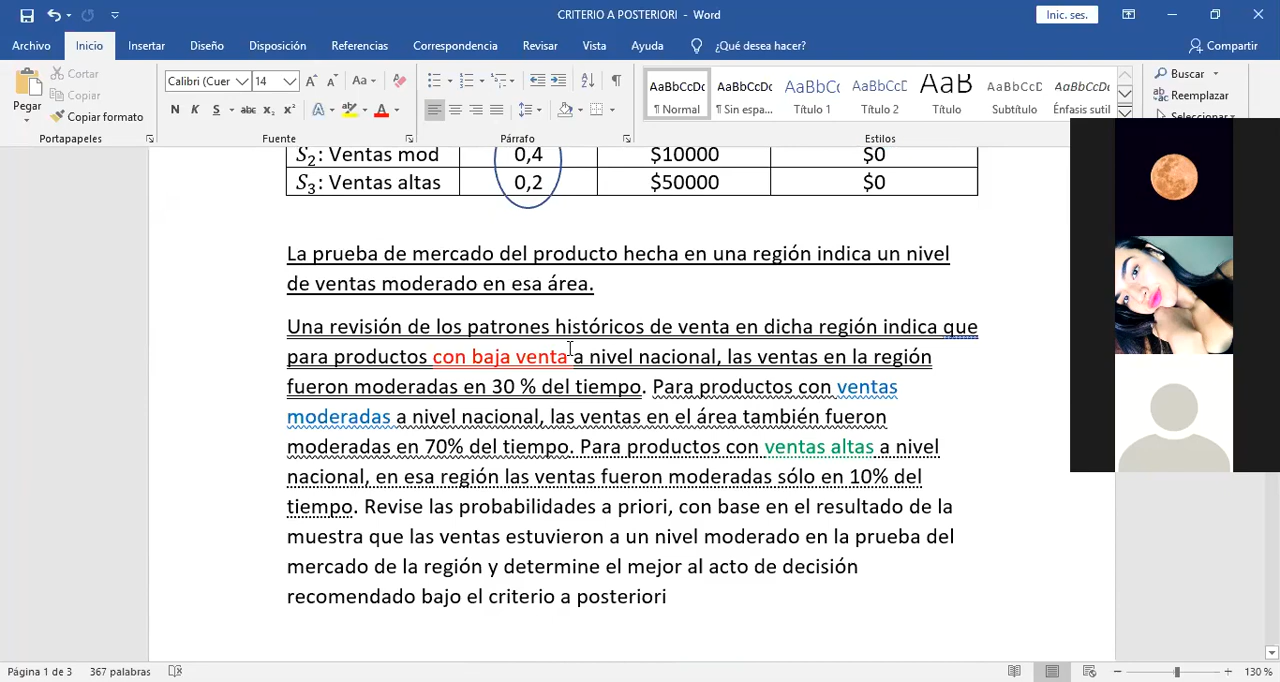 CRITERIO A POSTERIORI - Word
Inic. ses.
Archivo Inicio Insertar Diseño Disposición Referencias Correspondencia Revisar Vista Ayuda ¿Qué desea hacer? Compartir
Pegar
Cortar
Copiar
Copiar formato
Portapapeles
Calibri (Cuer 14
Aa
N K S abc x₂ x²
Fuente
Párrafo
AaBbCcDc AaBbCcDc AaBbCc AaBbCcD AaB AaBbCcD AaBbCcDc
¶ Normal ¶ Sin espa... Título 1 Título 2 Título Subtítulo Énfasis sutil
Estilos
Buscar
Reemplazar
Seleccionar
S₂: Ventas mod 0,4 $10000 $0
S₃: Ventas altas 0,2 $50000 $0
La prueba de mercado del producto hecha en una región indica un nivel
de ventas moderado en esa área.
Una revisión de los patrones históricos de venta en dicha región indica que
para productos con baja venta a nivel nacional, las ventas en la región
fueron moderadas en 30 % del tiempo. Para productos con ventas
moderadas a nivel nacional, las ventas en el área también fueron
moderadas en 70% del tiempo. Para productos con ventas altas a nivel
nacional, en esa región las ventas fueron moderadas sólo en 10% del
tiempo. Revise las probabilidades a priori, con base en el resultado de la
muestra que las ventas estuvieron a un nivel moderado en la prueba del
mercado de la región y determine el mejor al acto de decisión
recomendado bajo el criterio a posteriori
Página 1 de 3 367 palabras 130 %